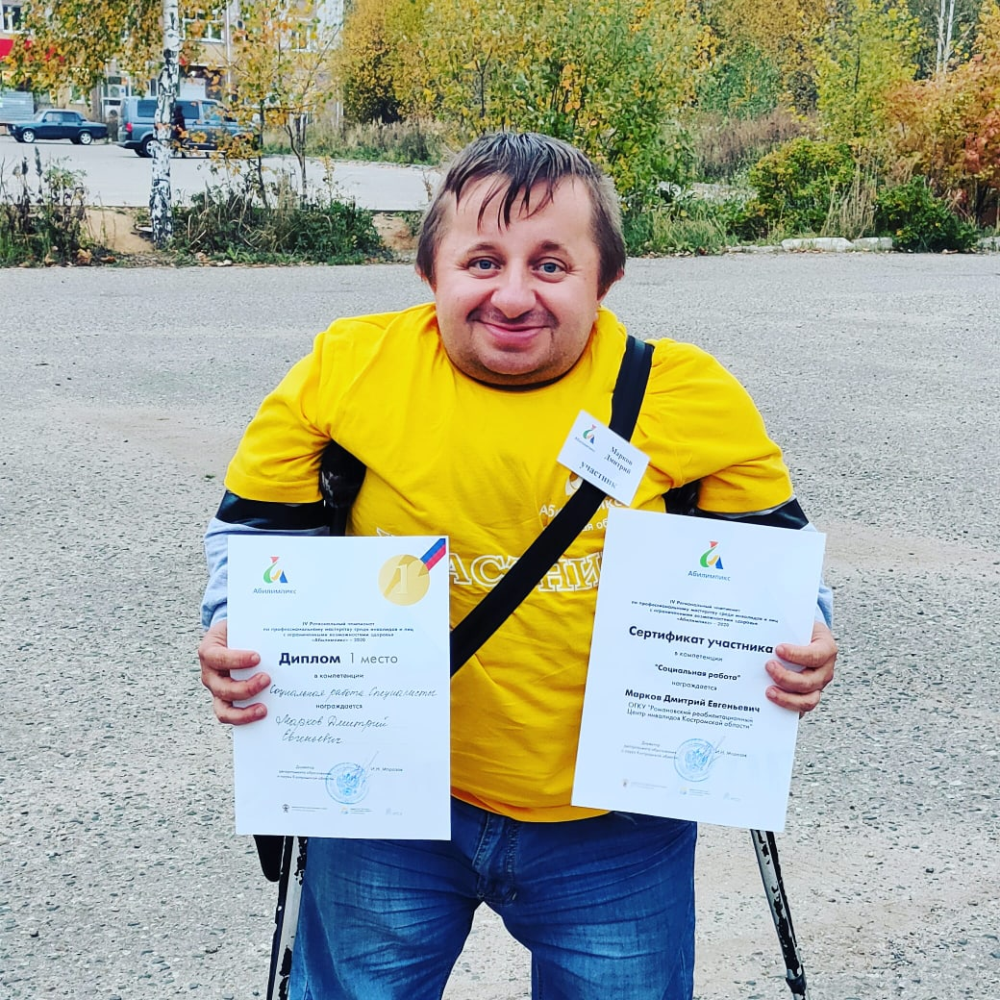 Абилимпикс
Марков
Дмитрий
участник
Абилимпикс
1
IV Региональный чемпионат
по профессиональному мастерству среди инвалидов и лиц
с ограниченными возможностями здоровья
«Абилимпикс» - 2020
Диплом 1 место
в компетенции
Социальная работа Специалисты
награждается
Марков Дмитрий
Евгеньевич
Директор
департамента образования
и науки Костромской области
И.Н. Морозов
Абилимпикс
IV Региональный чемпионат
по профессиональному мастерству среди инвалидов и лиц
с ограниченными возможностями здоровья
«Абилимпикс» - 2020
Сертификат участника
в компетенции
"Социальная работа"
награждается
Марков Дмитрий Евгеньевич
ОГКУ "Романовский реабилитационный
Центр инвалидов Костромской области"
Директор
департамента образования
и науки Костромской области
И.Н. Морозов